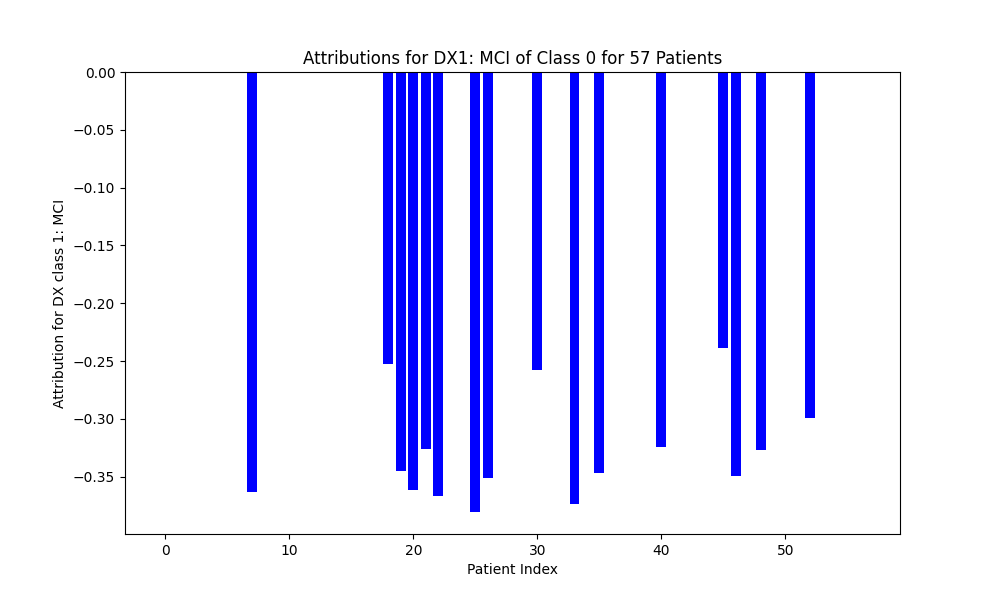 Attributions for DX1: MCI of Class 0 for 57 Patients
Attribution for DX class 1: MCI
0.00
−0.05
−0.10
−0.15
−0.20
−0.25
−0.30
−0.35
0 10 20 30 40 50
Patient Index